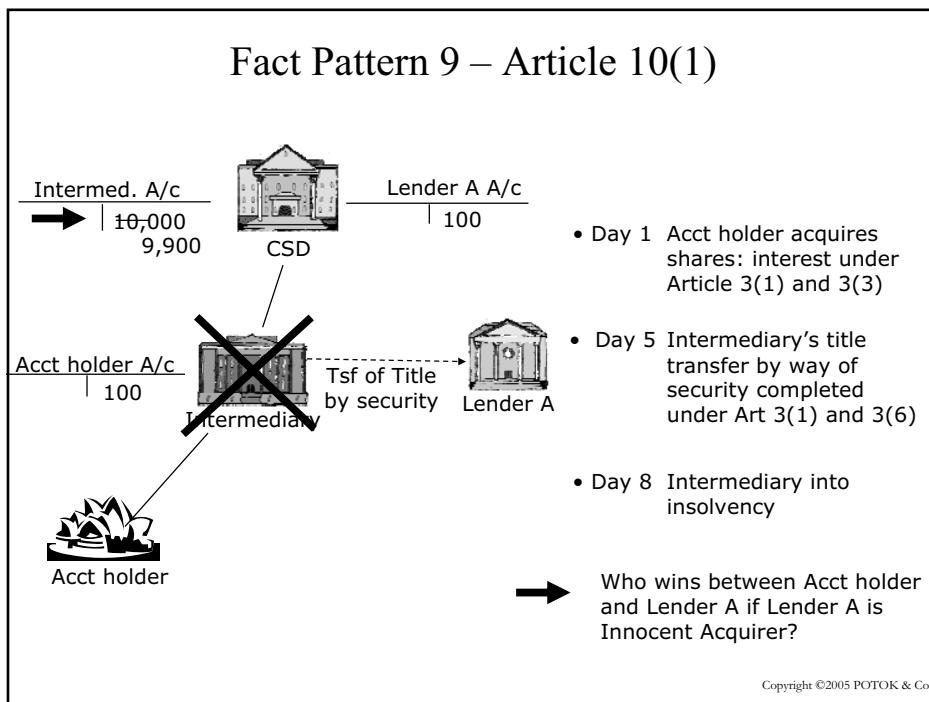 Fact Pattern 9 – Article 10(1)
Intermed. A/c
10,000
9,900
CSD
Lender A A/c
100
Acct holder A/c
100
Intermediary
Tsf of Title
by security
Lender A
Acct holder
• Day 1 Acct holder acquires
shares: interest under
Article 3(1) and 3(3)
• Day 5 Intermediary’s title
transfer by way of
security completed
under Art 3(1) and 3(6)
• Day 8 Intermediary into
insolvency
Who wins between Acct holder
and Lender A if Lender A is
Innocent Acquirer?
Copyright ©2005 POTOK & Co